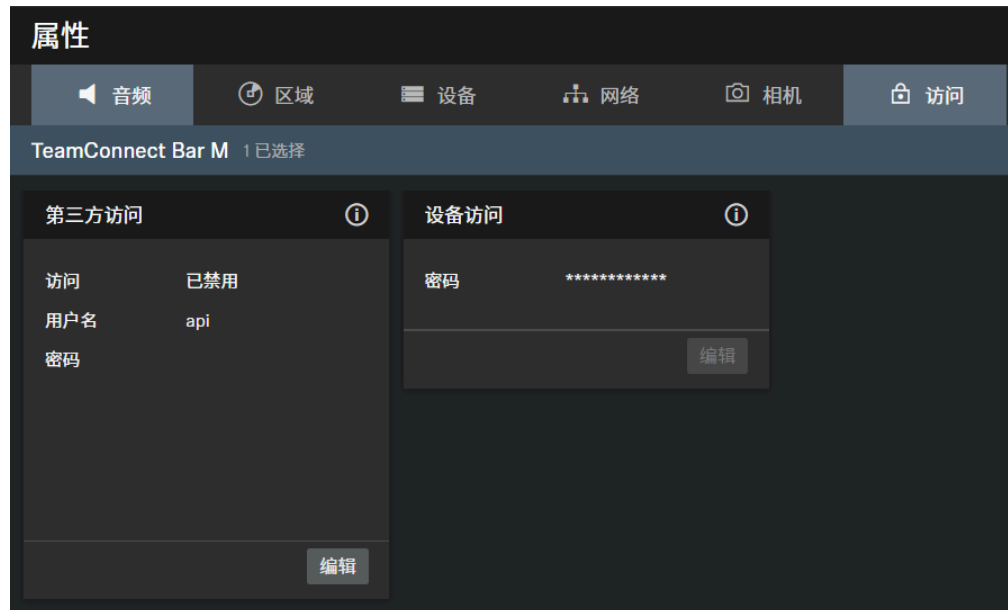 属性
音频 区域 设备 网络 相机 访问
TeamConnect Bar M 1 已选择
第三方访问
访问 已禁用
用户名 api
密码
编辑
设备访问
密码 ************
编辑